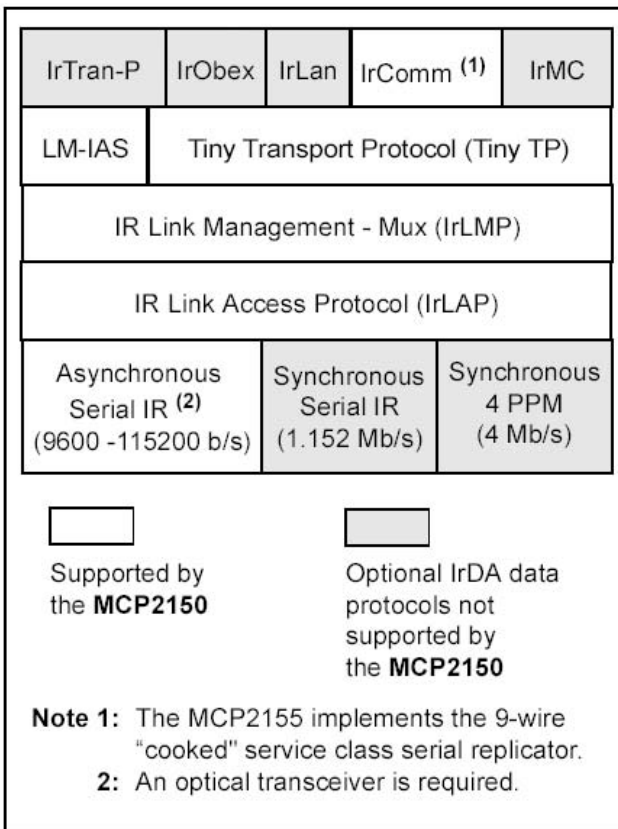 IrTran-P IrObex IrLan IrComm (1) IrMC
LM-IAS Tiny Transport Protocol (Tiny TP)
IR Link Management - Mux (IrLMP)
IR Link Access Protocol (IrLAP)
Asynchronous
Serial IR (2)
(9600 -115200 b/s)
Synchronous
Serial IR
(1.152 Mb/s)
Synchronous
4 PPM
(4 Mb/s)
Supported by
the MCP2150
Optional IrDA data
protocols not
supported by
the MCP2150
Note 1: The MCP2155 implements the 9-wire
“cooked" service class serial replicator.
2: An optical transceiver is required.